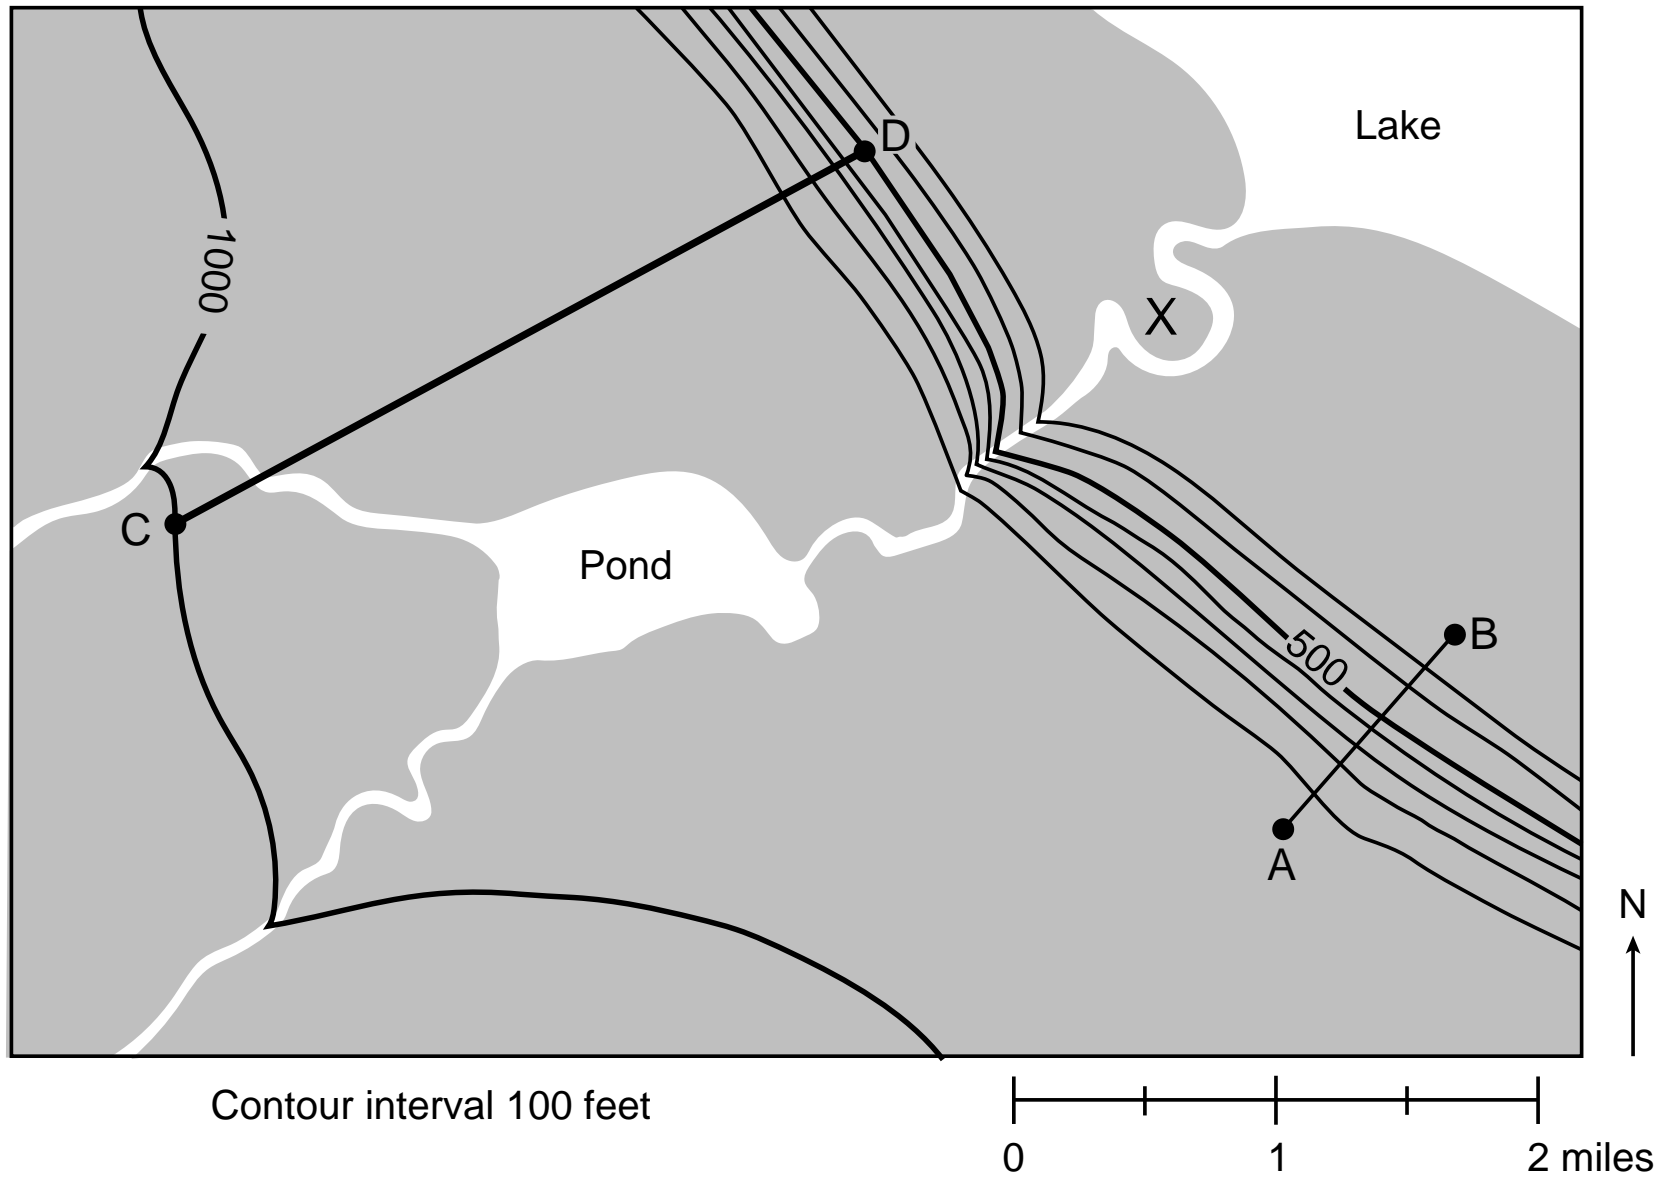 D
Lake
1000
X
C
Pond
500
B
A
N
Contour interval 100 feet
0 1 2 miles